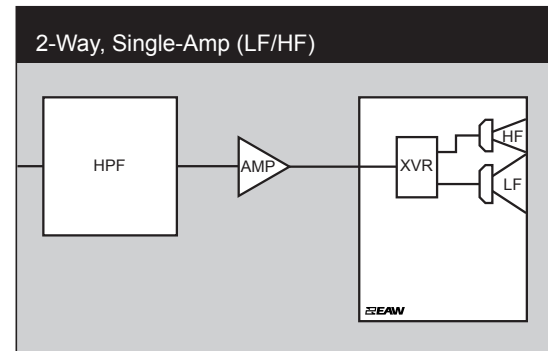 2-Way, Single-Amp (LF/HF)
HPF
AMP
XVR
HF
LF
EAW